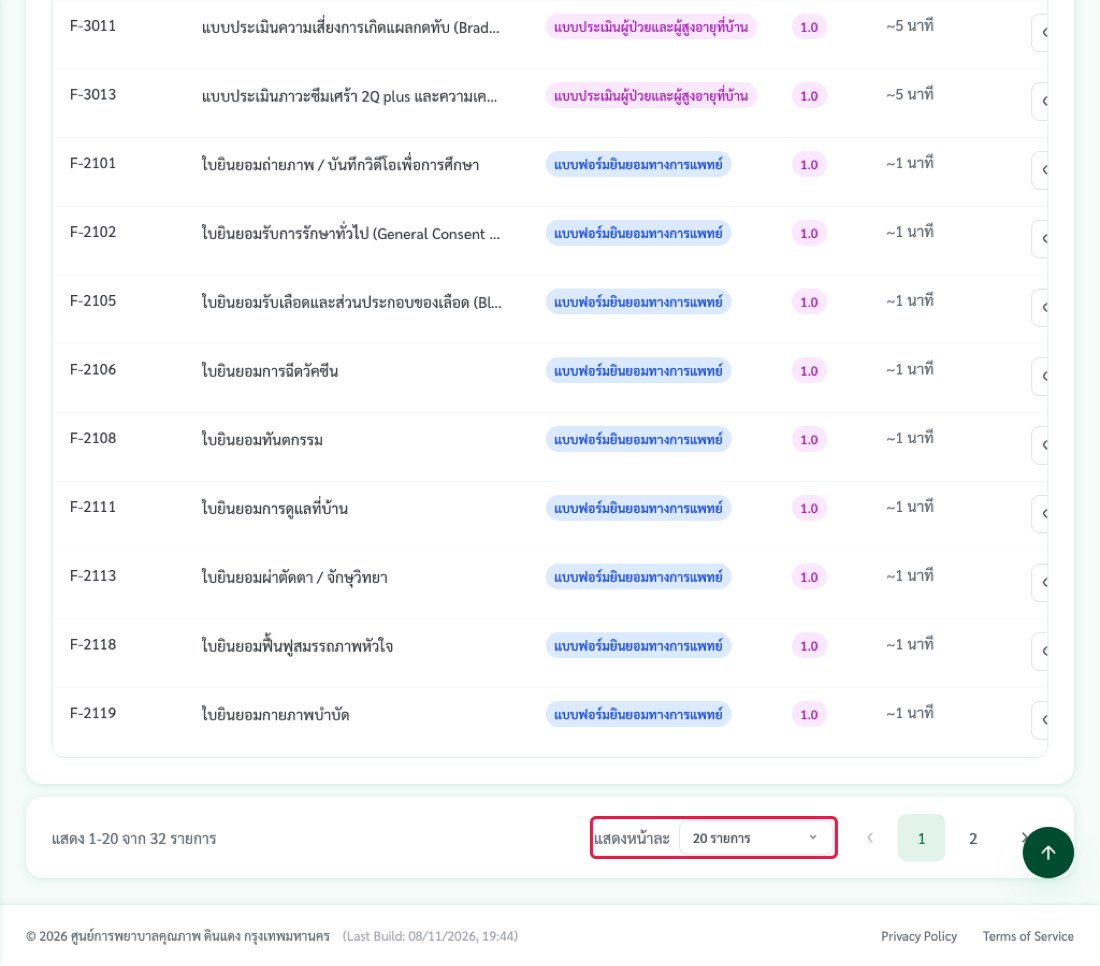 F-3011 แบบประเมินความเสี่ยงการเกิดแผลกดทับ (Brad... แบบประเมินผู้ป่วยและผู้สูงอายุที่บ้าน 1.0 ~5 นาที
F-3013 แบบประเมินภาวะซึมเศร้า 2Q plus และความเค... แบบประเมินผู้ป่วยและผู้สูงอายุที่บ้าน 1.0 ~5 นาที
F-2101 ใบยินยอมถ่ายภาพ / บันทึกวิดีโอเพื่อการศึกษา แบบฟอร์มยินยอมทางการแพทย์ 1.0 ~1 นาที
F-2102 ใบยินยอมรับการรักษาทั่วไป (General Consent ... แบบฟอร์มยินยอมทางการแพทย์ 1.0 ~1 นาที
F-2105 ใบยินยอมรับเลือดและส่วนประกอบของเลือด (Bl... แบบฟอร์มยินยอมทางการแพทย์ 1.0 ~1 นาที
F-2106 ใบยินยอมการฉีดวัคซีน แบบฟอร์มยินยอมทางการแพทย์ 1.0 ~1 นาที
F-2108 ใบยินยอมทันตกรรม แบบฟอร์มยินยอมทางการแพทย์ 1.0 ~1 นาที
F-2111 ใบยินยอมการดูแลที่บ้าน แบบฟอร์มยินยอมทางการแพทย์ 1.0 ~1 นาที
F-2113 ใบยินยอมผ่าตัดตา / จักษุวิทยา แบบฟอร์มยินยอมทางการแพทย์ 1.0 ~1 นาที
F-2118 ใบยินยอมฟื้นฟูสมรรถภาพหัวใจ แบบฟอร์มยินยอมทางการแพทย์ 1.0 ~1 นาที
F-2119 ใบยินยอมกายภาพบำบัด แบบฟอร์มยินยอมทางการแพทย์ 1.0 ~1 นาที
แสดง 1-20 จาก 32 รายการ แสดงหน้าละ 20 รายการ 1 2
© 2026 ศูนย์การพยาบาลคุณภาพ ดินแดง กรุงเทพมหานคร (Last Build: 08/11/2026, 19:44) Privacy Policy Terms of Service